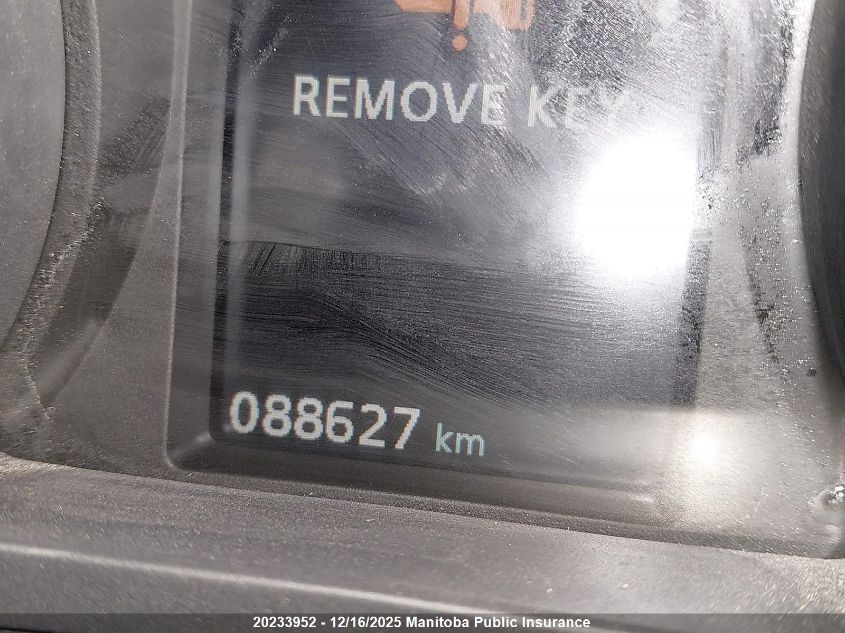 REMOVE KEY
088627 km
20233952 - 12/16/2025 Manitoba Public Insurance